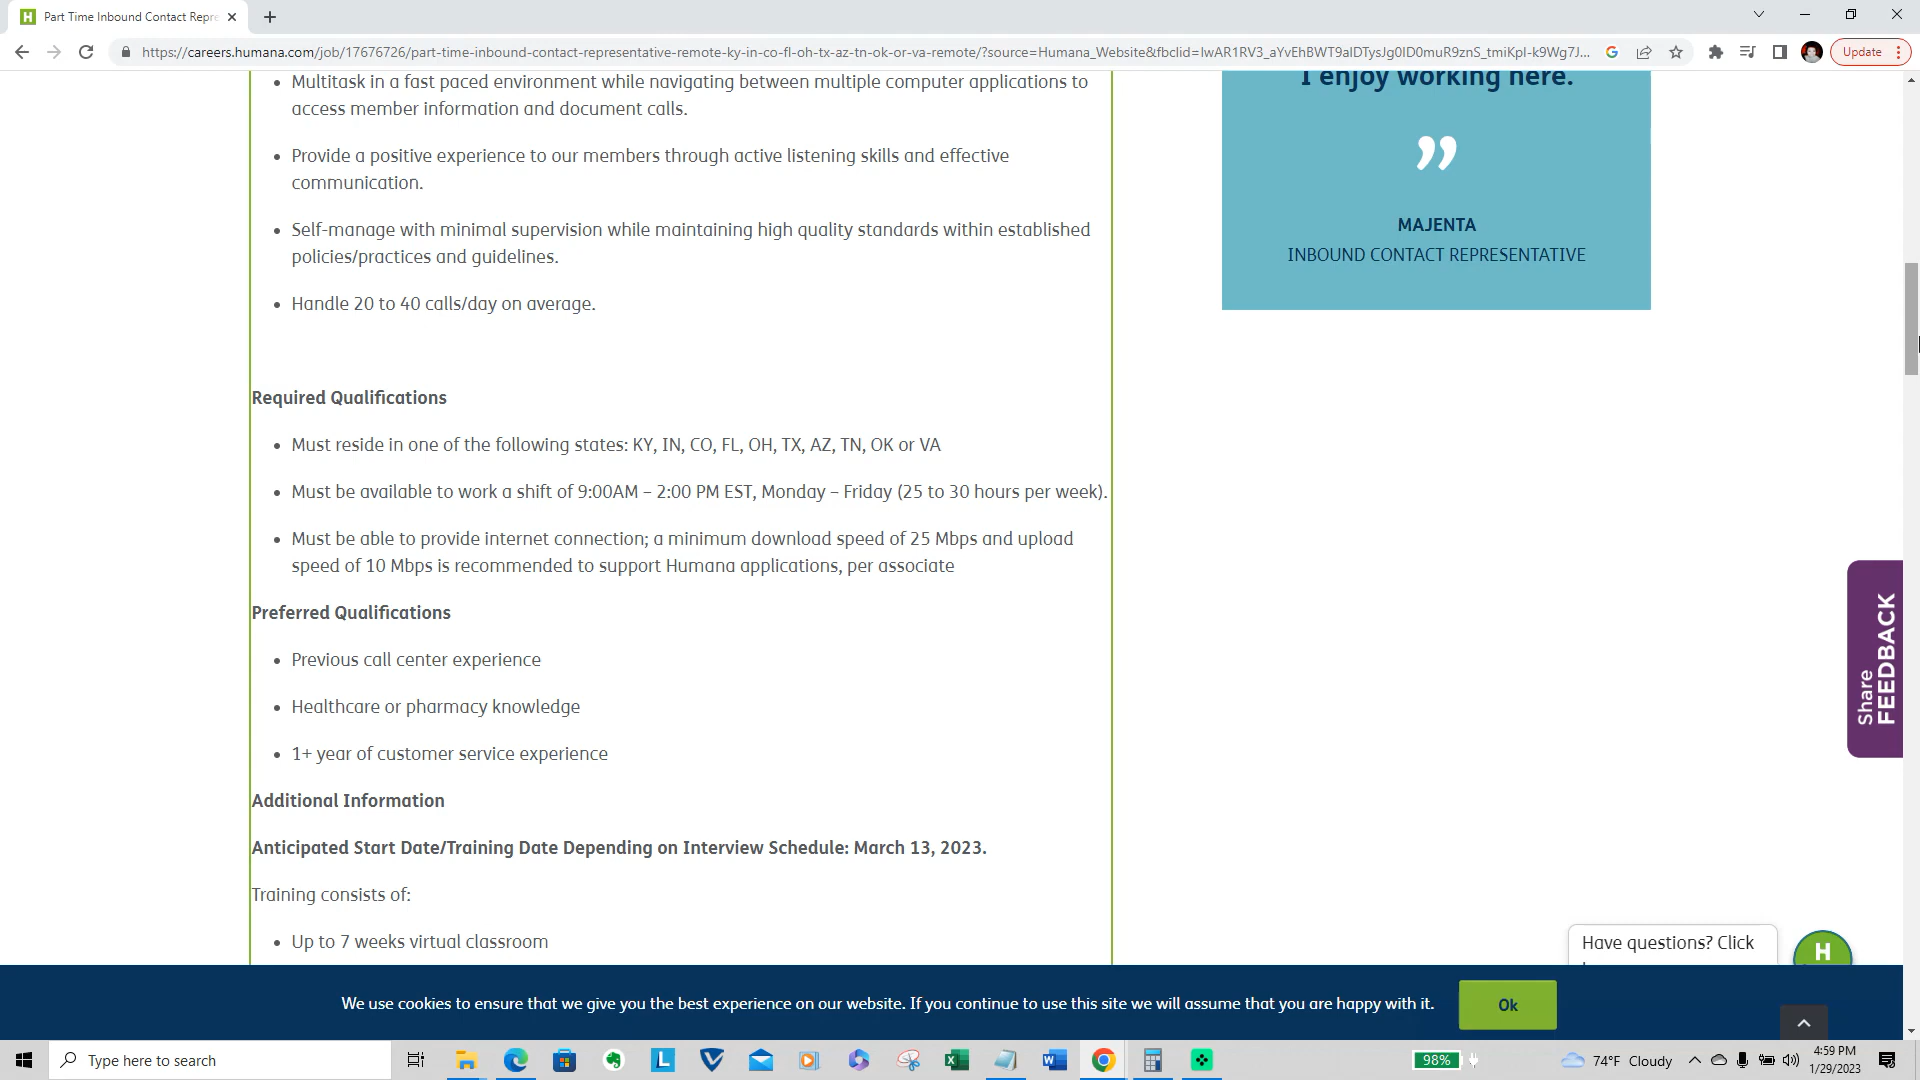 Part Time Inbound Contact Repre
https://careers.humana.com/job/17676726/part-time-inbound-contact-representative-remote-ky-in-co-fl-oh-tx-az-tn-ok-or-va-remote/?source=Humana_Website&fbclid=IwAR1RV3_aYvEhBWT9aIDTysJg0ID0muR9znS_tmiKpI-k9Wg7J...
Update
Multitask in a fast paced environment while navigating between multiple computer applications to
access member information and document calls.
Provide a positive experience to our members through active listening skills and effective
communication.
Self-manage with minimal supervision while maintaining high quality standards within established
policies/practices and guidelines.
Handle 20 to 40 calls/day on average.
Required Qualifications
Must reside in one of the following states: KY, IN, CO, FL, OH, TX, AZ, TN, OK or VA
Must be available to work a shift of 9:00AM – 2:00 PM EST, Monday – Friday (25 to 30 hours per week).
Must be able to provide internet connection; a minimum download speed of 25 Mbps and upload
speed of 10 Mbps is recommended to support Humana applications, per associate
Preferred Qualifications
Previous call center experience
Healthcare or pharmacy knowledge
1+ year of customer service experience
Additional Information
Anticipated Start Date/Training Date Depending on Interview Schedule: March 13, 2023.
Training consists of:
Up to 7 weeks virtual classroom
I enjoy working here.
”
MAJENTA
INBOUND CONTACT REPRESENTATIVE
Share
FEEDBACK
Have questions? Click
H
We use cookies to ensure that we give you the best experience on our website. If you continue to use this site we will assume that you are happy with it.
Ok
Type here to search
98%
74°F Cloudy
4:59 PM
1/29/2023